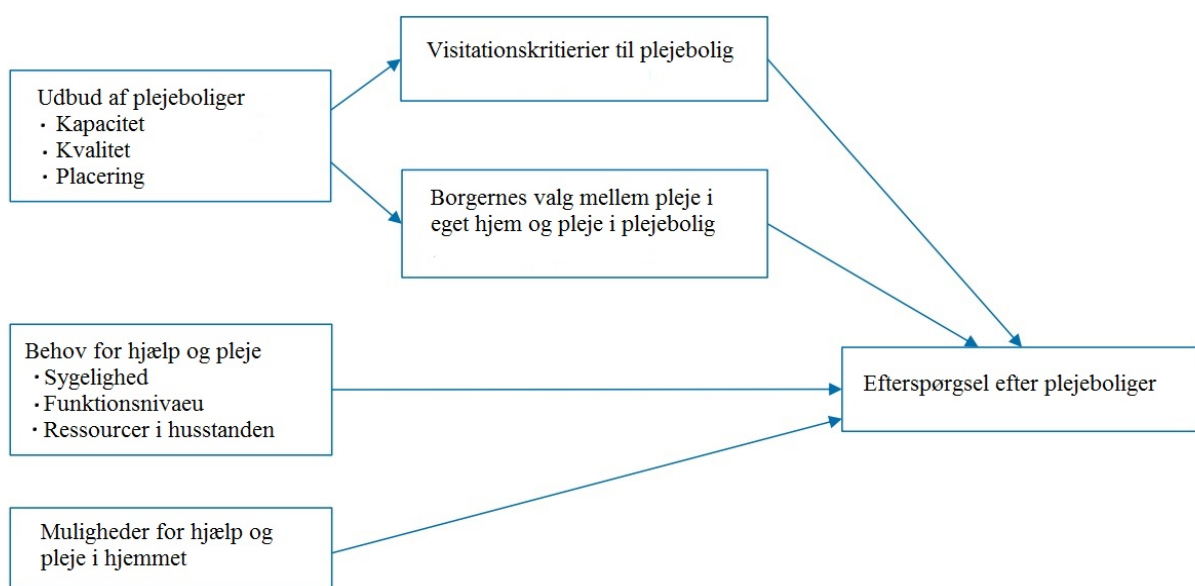 Visitationskritierier til plejebolig
Udbud af plejeboliger
· Kapacitet
· Kvalitet
· Placering
Borgernes valg mellem pleje i
eget hjem og pleje i plejebolig
Behov for hjælp og pleje
· Sygelighed
· Funktionsnivaeu
· Ressourcer i husstanden
Efterspørgsel efter plejeboliger
Muligheder for hjælp og
pleje i hjemmet